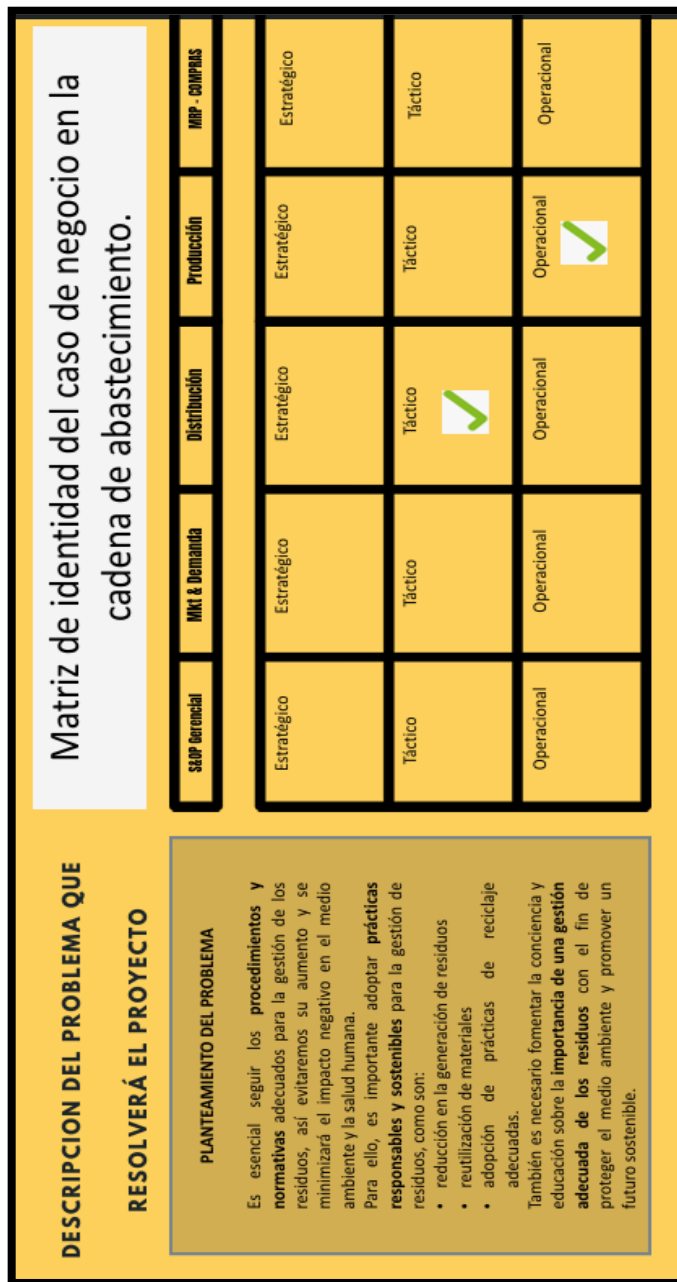 DESCRIPCION DEL PROBLEMA QUE
RESOLVERÁ EL PROYECTO
PLANTEAMIENTO DEL PROBLEMA
Es esencial seguir los procedimientos y
normativas adecuados para la gestión de los
residuos, así evitaremos su aumento y se
minimizará el impacto negativo en el medio
ambiente y la salud humana.
Para ello, es importante adoptar prácticas
responsables y sostenibles para la gestión de
residuos, como son:
• reducción en la generación de residuos
• reutilización de materiales
• adopción de prácticas de reciclaje
adecuadas.
También es necesario fomentar la conciencia y
educación sobre la importancia de una gestión
adecuada de los residuos con el fin de
proteger el medio ambiente y promover un
futuro sostenible.
Matriz de identidad del caso de negocio en la
cadena de abastecimiento.
S&OP Gerencial Mkt & Demanda Distribución Producción MRP - COMPRAS
Estratégico Estratégico Estratégico Estratégico Estratégico
Táctico Táctico Táctico Táctico Táctico
Operacional Operacional Operacional Operacional Operacional